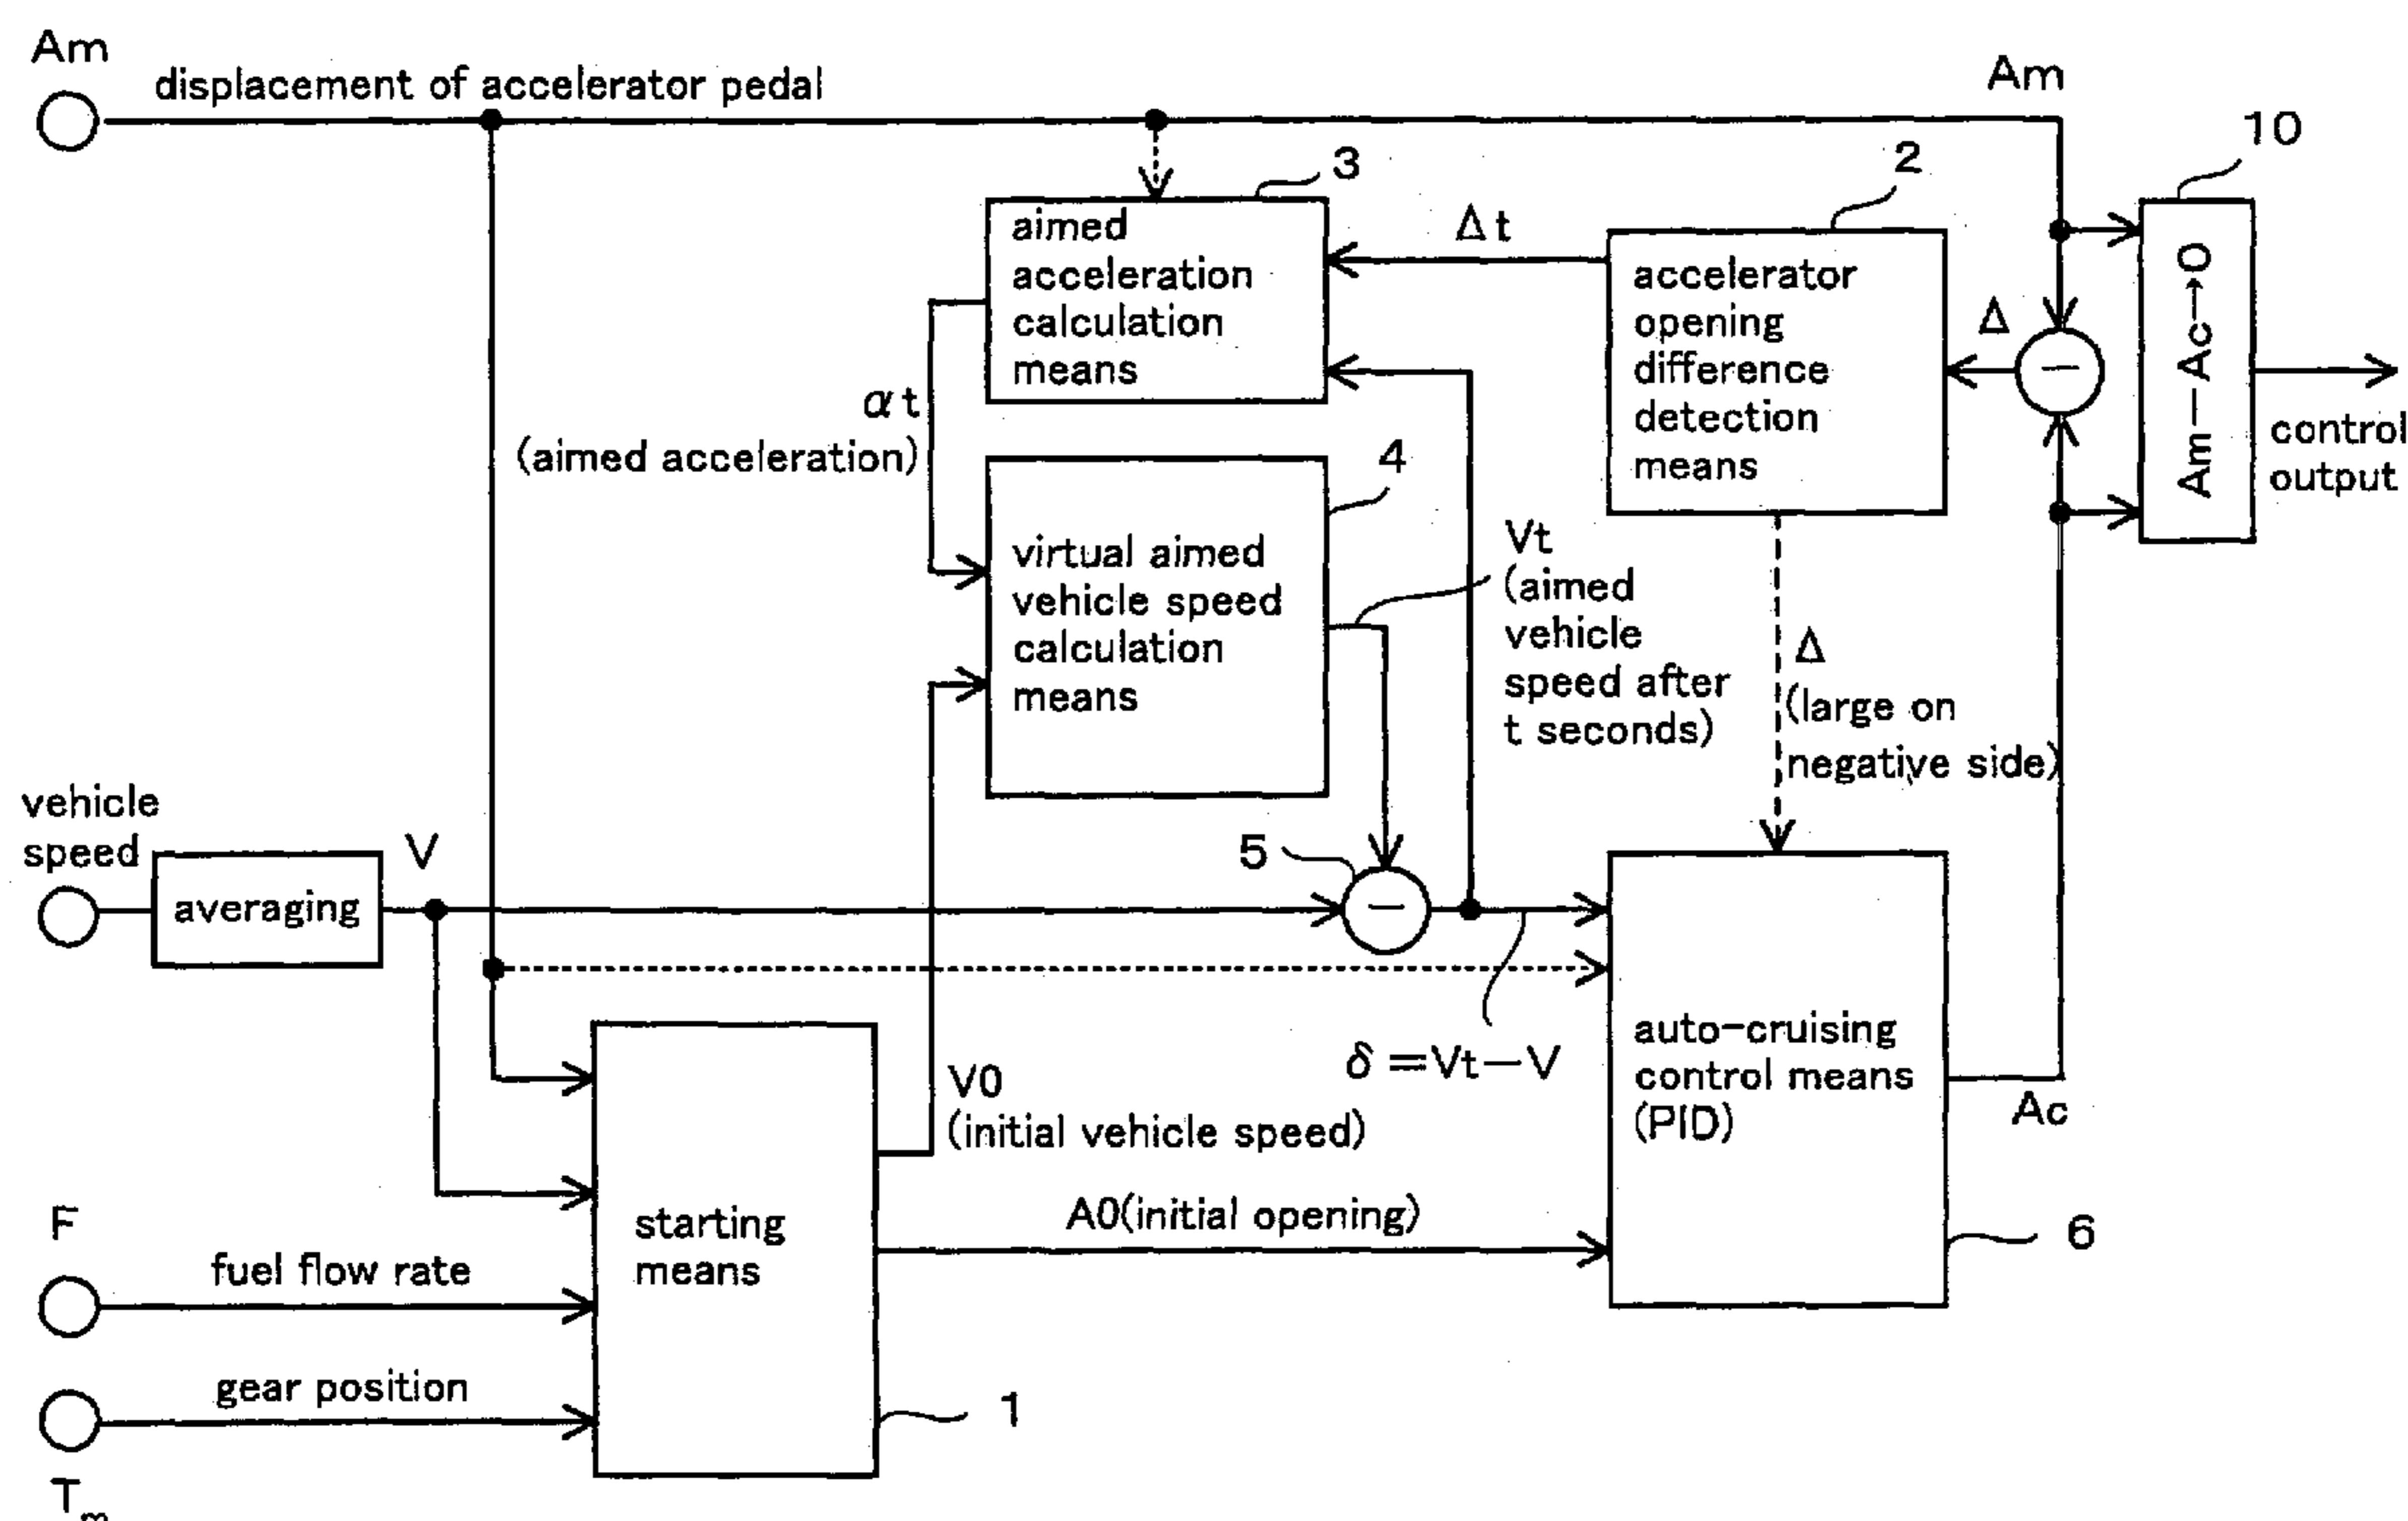 Am
displacement of accelerator pedal
Am
10
3
2
aimed
acceleration
calculation
means
Δt
accelerator
opening
difference
detection
means
Δ
−
Am−Ac→0
control
output
αt
(aimed acceleration)
4
virtual aimed
vehicle speed
calculation
means
Vt
(aimed
vehicle
speed after
t seconds)
Δ
(large on
negative side)
vehicle
speed
averaging
V
5
−
δ=Vt−V
auto-cruising
control means
(PID)
Ac
V0
(initial vehicle speed)
A0(initial opening)
6
starting
means
F
fuel flow rate
gear position
1
Tm